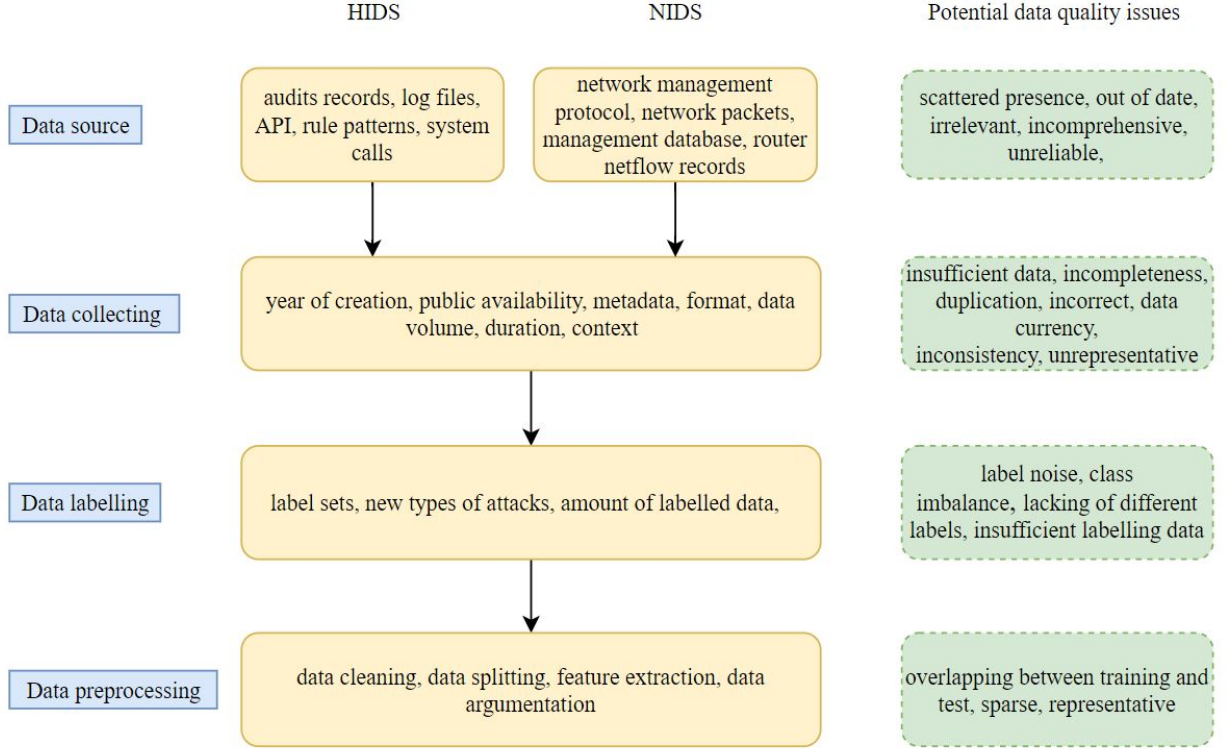 HIDS
NIDS
Potential data quality issues
Data source
audits records, log files,
API, rule patterns, system
calls
network management
protocol, network packets,
management database, router
netflow records
scattered presence, out of date,
irrelevant, incomprehensive,
unreliable,
Data collecting
year of creation, public availability, metadata, format, data
volume, duration, context
insufficient data, incompleteness,
duplication, incorrect, data
currency,
inconsistency, unrepresentative
Data labelling
label sets, new types of attacks, amount of labelled data,
label noise, class
imbalance, lacking of different
labels, insufficient labelling data
Data preprocessing
data cleaning, data splitting, feature extraction, data
argumentation
overlapping between training and
test, sparse, representative